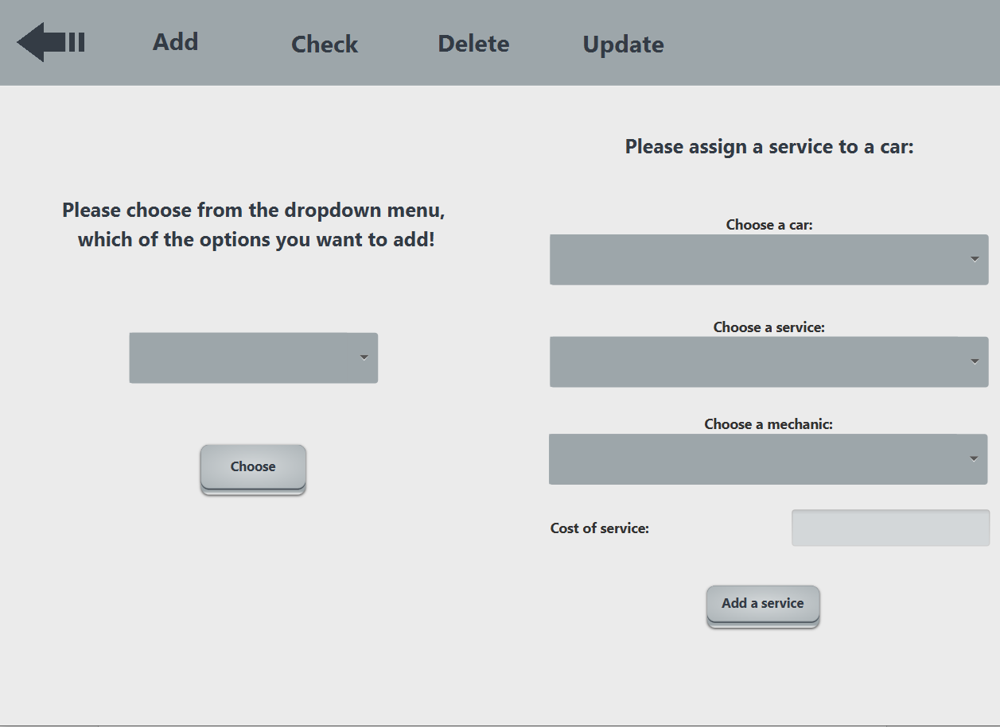 Add
Check
Delete
Update
Please choose from the dropdown menu,
which of the options you want to add!
Choose
Please assign a service to a car:
Choose a car:
Choose a service:
Choose a mechanic:
Cost of service:
Add a service